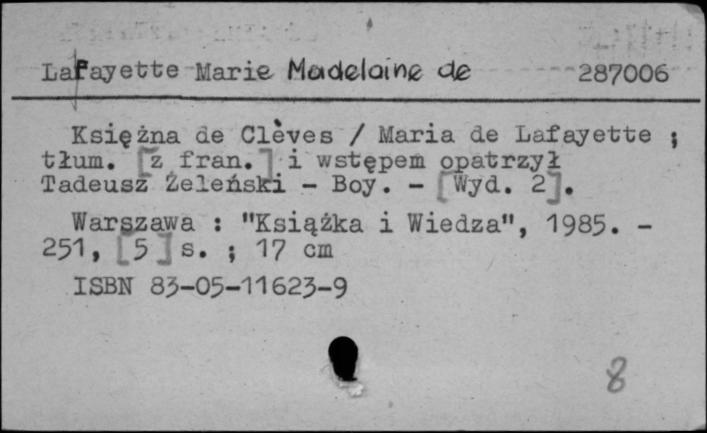 Lafayette Marie Madelaine de 287006
Księżna de Clèves / Maria de Lafayette ;
tłum. [z fran.] i wstępem opatrzył
Tadeusz Żeleński - Boy. - [Wyd. 2].
Warszawa : "Książka i Wiedza", 1985. -
251, [5] s. ; 17 cm
ISBN 83-05-11623-9
8